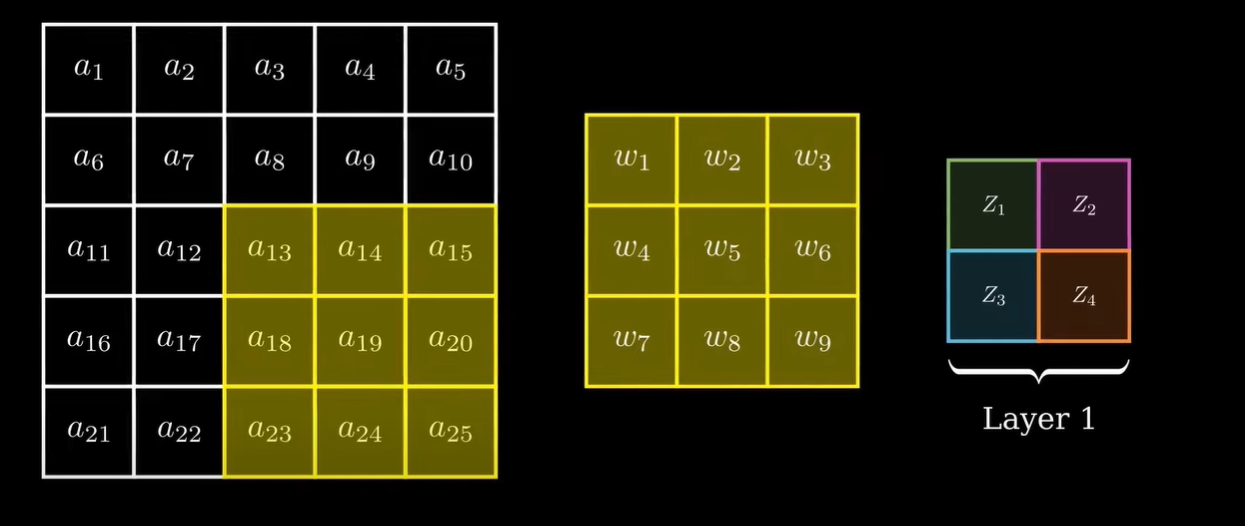 a₁ a₂ a₃ a₄ a₅
a₆ a₇ a₈ a₉ a₁₀
a₁₁ a₁₂ a₁₃ a₁₄ a₁₅
a₁₆ a₁₇ a₁₈ a₁₉ a₂₀
a₂₁ a₂₂ a₂₃ a₂₄ a₂₅
w₁ w₂ w₃
w₄ w₅ w₆
w₇ w₈ w₉
z₁ z₂
z₃ z₄
Layer 1